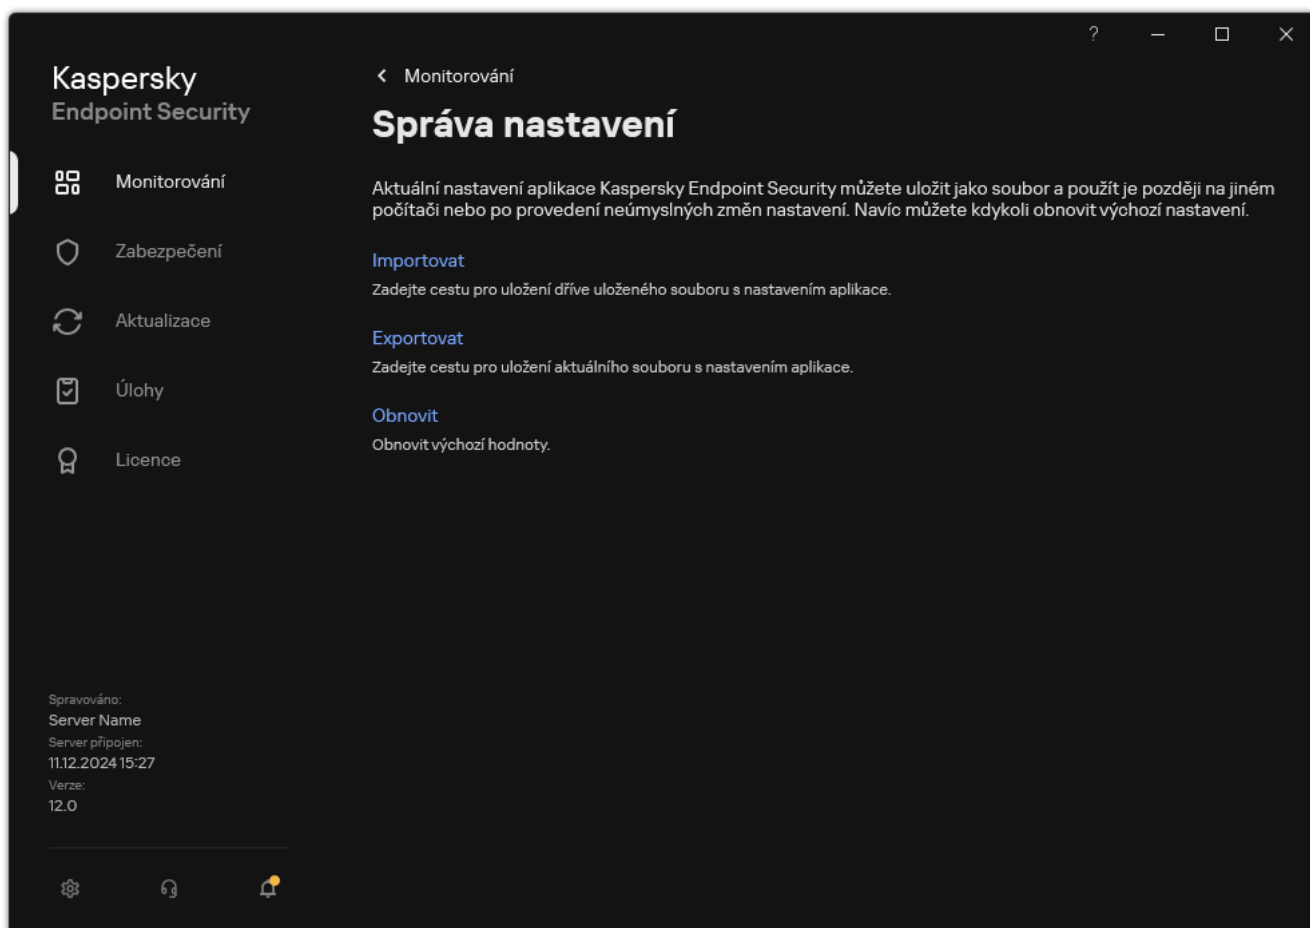 ?
Kaspersky
Endpoint Security
Monitorování
Zabezpečení
Aktualizace
Úlohy
Licence
Spravováno:
Server Name
Server připojen:
11.12.2024 15:27
Verze:
12.0
Monitorování
Správa nastavení
Aktuální nastavení aplikace Kaspersky Endpoint Security můžete uložit jako soubor a použít je později na jiném
počítači nebo po provedení neúmyslných změn nastavení. Navíc můžete kdykoli obnovit výchozí nastavení.
Importovat
Zadejte cestu pro uložení dříve uloženého souboru s nastavením aplikace.
Exportovat
Zadejte cestu pro uložení aktuálního souboru s nastavením aplikace.
Obnovit
Obnovit výchozí hodnoty.